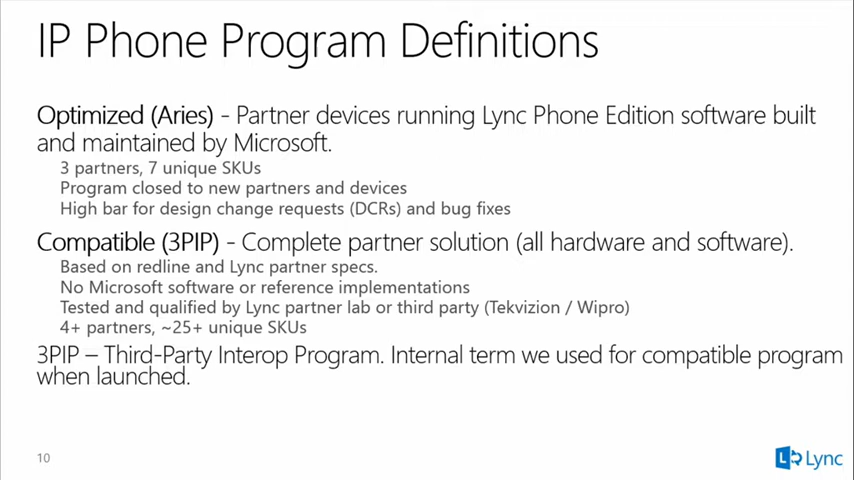 IP Phone Program Definitions
Optimized (Aries) - Partner devices running Lync Phone Edition software built
and maintained by Microsoft.
3 partners, 7 unique SKUs
Program closed to new partners and devices
High bar for design change requests (DCRs) and bug fixes
Compatible (3PIP) - Complete partner solution (all hardware and software).
Based on redline and Lync partner specs.
No Microsoft software or reference implementations
Tested and qualified by Lync partner lab or third party (Tekvizion / Wipro)
4+ partners, ~25+ unique SKUs
3PIP – Third-Party Interop Program. Internal term we used for compatible program
when launched.
10
L Lync